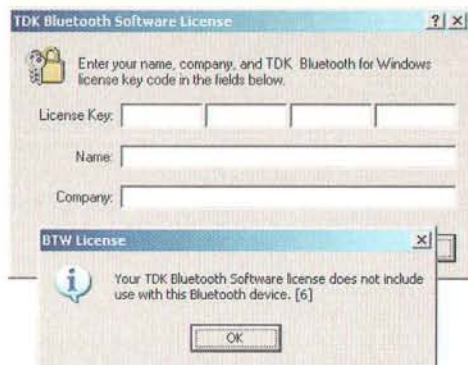 TDK Bluetooth Software License
Enter your name, company, and TDK Bluetooth for Windows
license key code in the fields below.
License Key:
Name:
Company:
BTW License
Your TDK Bluetooth Software license does not include
use with this Bluetooth device. [6]
OK